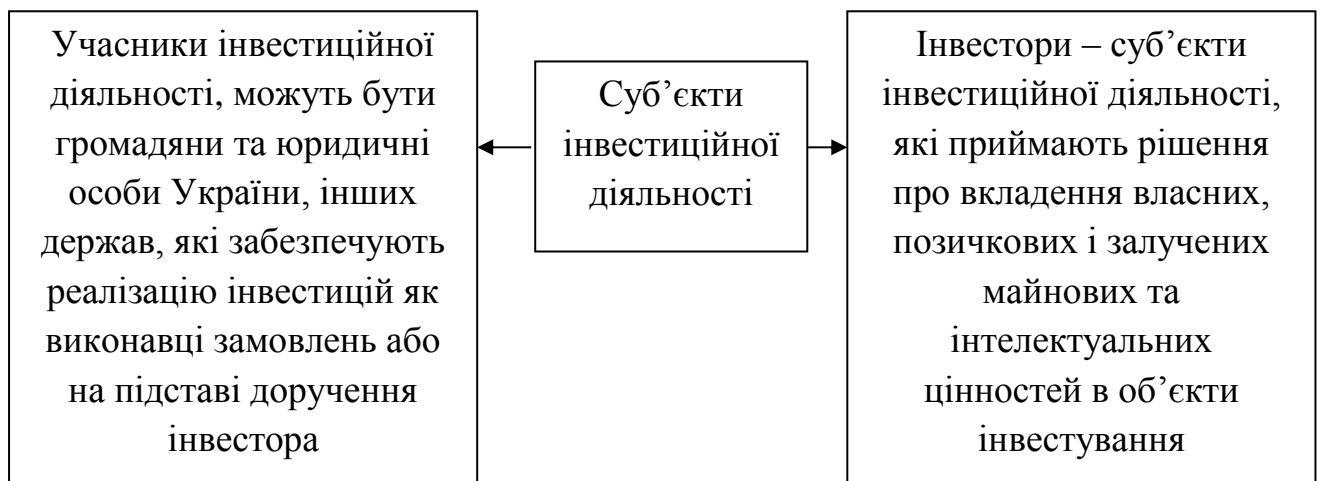 Учасники інвестиційної
діяльності, можуть бути
громадяни та юридичні
особи України, інших
держав, які забезпечують
реалізацію інвестицій як
виконавці замовлень або
на підставі доручення
інвестора
Суб’єкти
інвестиційної
діяльності
Інвестори – суб’єкти
інвестиційної діяльності,
які приймають рішення
про вкладення власних,
позичкових і залучених
майнових та
інтелектуальних
цінностей в об’єкти
інвестування